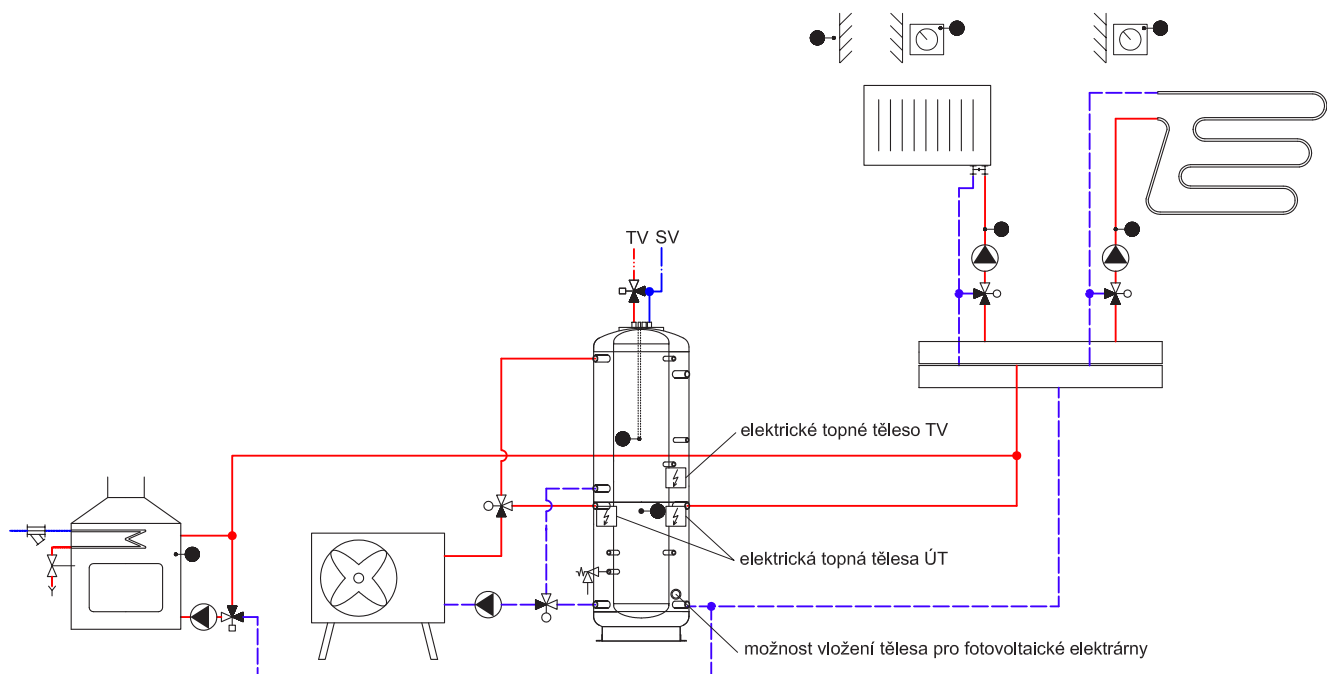 TV SV
elektrické topné těleso TV
elektrická topná tělesa ÚT
možnost vložení tělesa pro fotovoltaické elektrárny